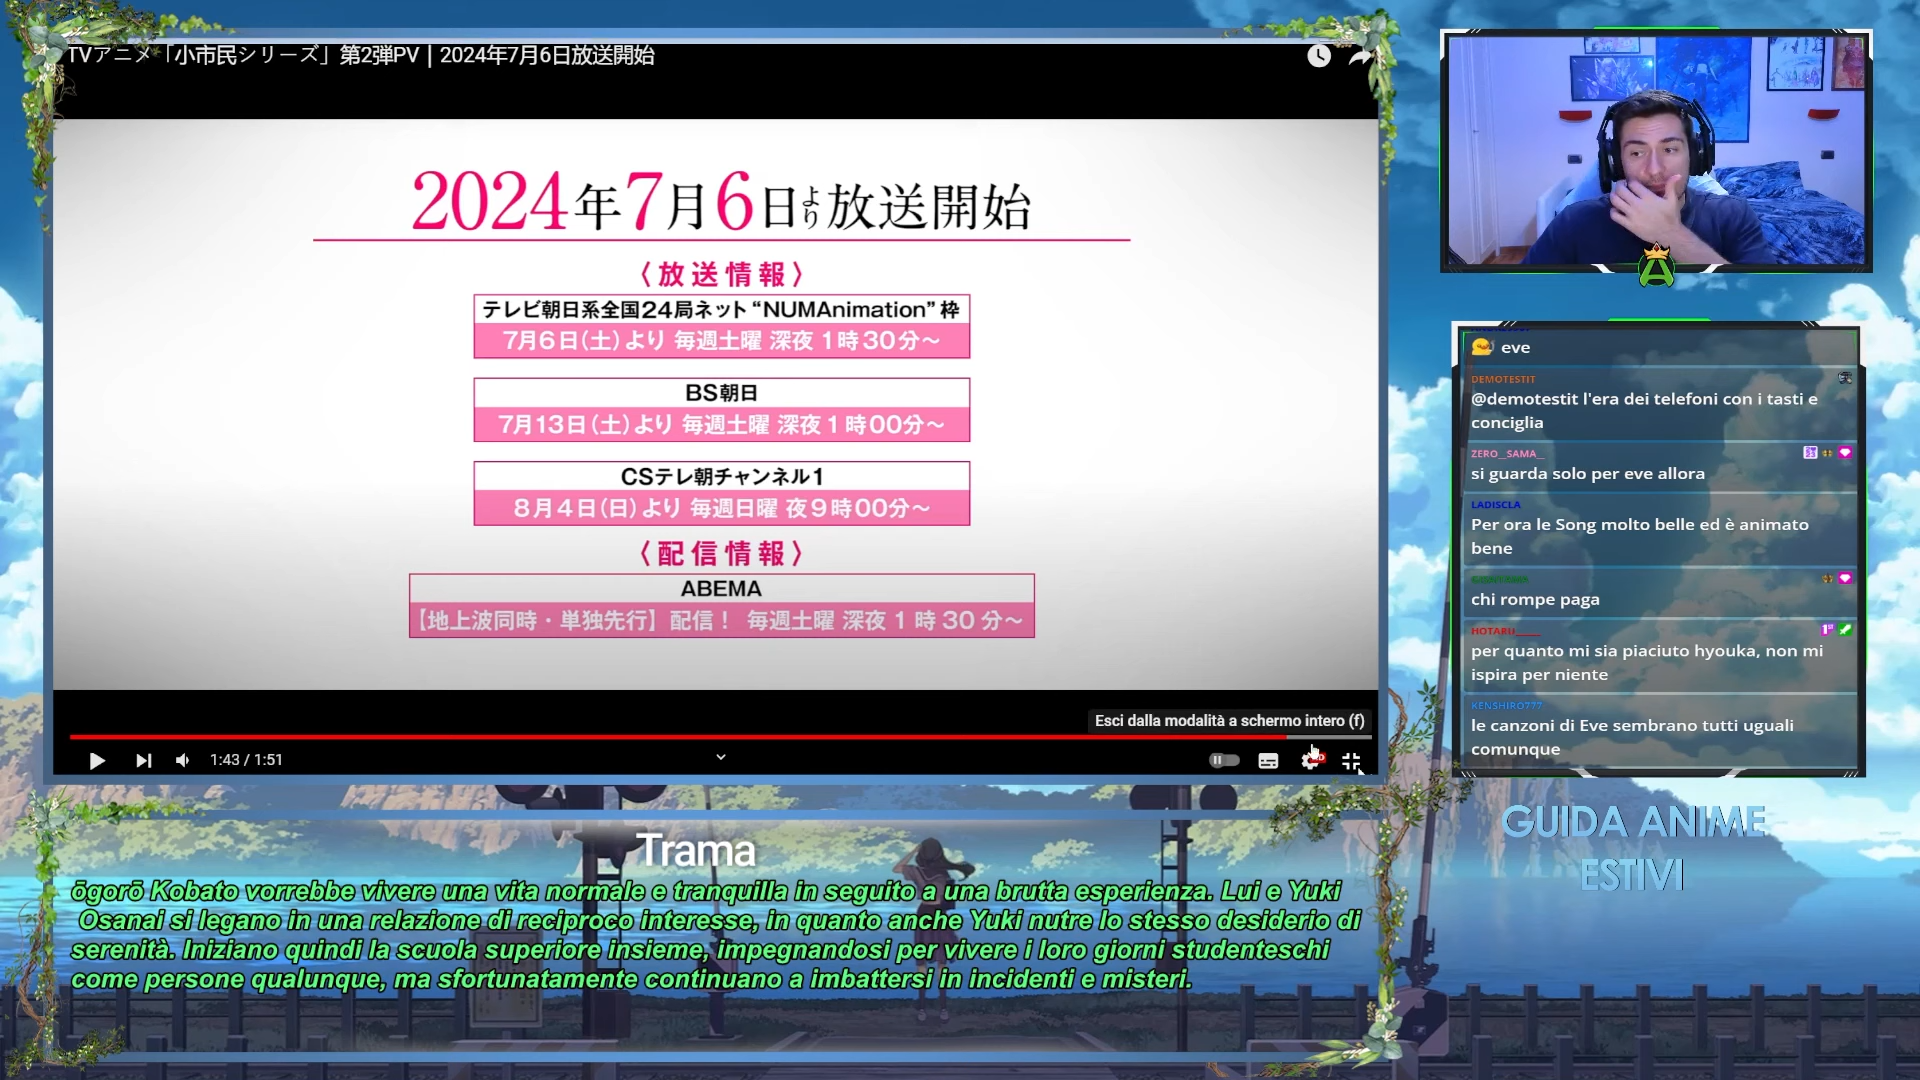 TVアニメ「小市民シリーズ」第2弾PV｜2024年7月6日放送開始
2024年7月6日より放送開始
〈放送情報〉
テレビ朝日系全国24局ネット“NUMAnimation”枠
7月6日(土)より 毎週土曜 深夜1時30分～
BS朝日
7月13日(土)より 毎週土曜 深夜1時00分～
CSテレ朝チャンネル1
8月4日(日)より 毎週日曜 夜9時00分～
〈配信情報〉
ABEMA
【地上波同時・単独先行】配信！ 毎週土曜 深夜1時30分～
Esci dalla modalità a schermo intero (f)
1:43 / 1:51
eve
DEMOTESTIT
@demotestit l'era dei telefoni con i tasti e
conciglia
ZERO_SAMA_
si guarda solo per eve allora
LADISCLA
Per ora le Song molto belle ed è animato
bene
chi rompe paga
HOTARU_____
per quanto mi sia piaciuto hyouka, non mi
ispira per niente
KENSHIRO777
le canzoni di Eve sembrano tutti uguali
comunque
GUIDA ANIME
ESTIVI
Trama
ōgorō Kobato vorrebbe vivere una vita normale e tranquilla in seguito a una brutta esperienza. Lui e Yuki
Osanai si legano in una relazione di reciproco interesse, in quanto anche Yuki nutre lo stesso desiderio di
serenità. Iniziano quindi la scuola superiore insieme, impegnandosi per vivere i loro giorni studenteschi
come persone qualunque, ma sfortunatamente continuano a imbattersi in incidenti e misteri.